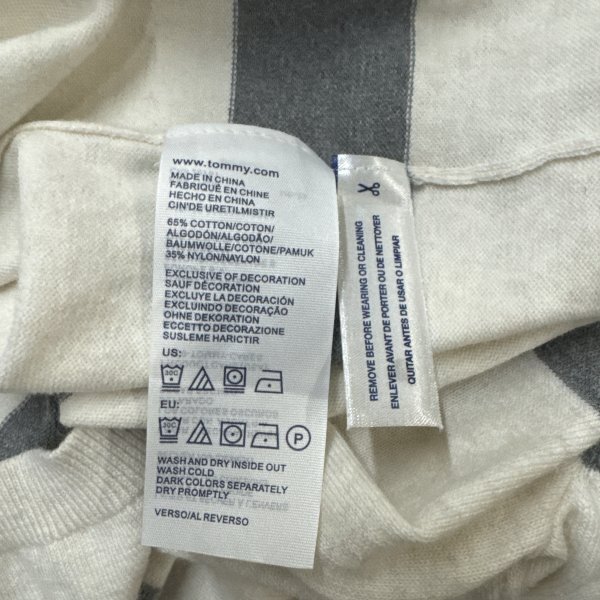 www.tommy.com
MADE IN CHINA
FABRIQUÉ EN CHINE
HECHO EN CHINA
CIN'DE URETILMISTIR
65% COTTON/COTON/
ALGODÓN/ALGODÃO/
BAUMWOLLE/COTONE/PAMUK
35% NYLON/NAYLON
EXCLUSIVE OF DECORATION
SAUF DÉCORATION
EXCLUYE LA DECORACIÓN
EXCLUINDO DECORAÇÃO
OHNE DEKORATION
ECCETTO DECORAZIONE
SUSLEME HARICTIR
US:
30C
EU:
30C
P
WASH AND DRY INSIDE OUT
WASH COLD
DARK COLORS SEPARATELY
DRY PROMPTLY
VERSO/AL REVERSO
REMOVE BEFORE WEARING OR CLEANING
ENLEVER AVANT DE PORTER OU DE NETTOYER
QUITAR ANTES DE USAR O LIMPIAR